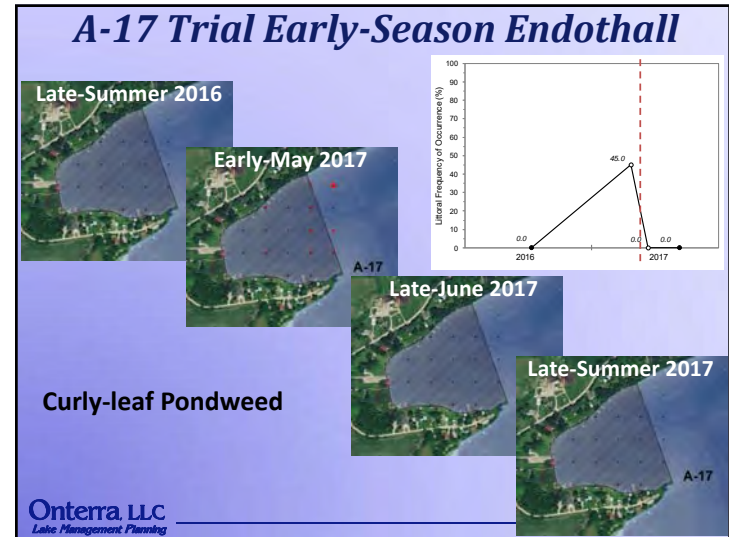 A-17 Trial Early-Season Endothall
Late-Summer 2016
Early-May 2017
A-17
Late-June 2017
Late-Summer 2017
A-17
Curly-leaf Pondweed
Littoral Frequency of Occurrence (%)
100
90
80
70
60
50
40
30
20
10
0
0.0
45.0
0.0
0.0
2016
2017
Onterra, LLC
Lake Management Planning